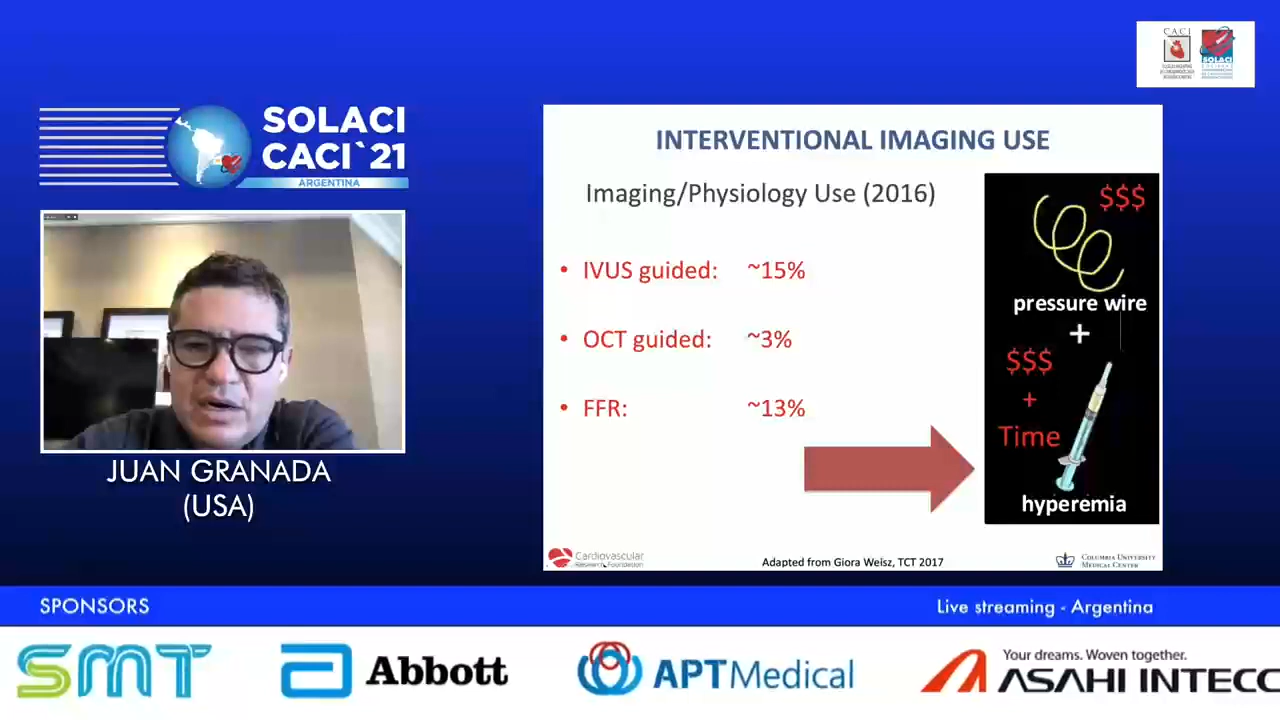 CACI
SOLACI
SOLACI
CACI`21
ARGENTINA
JUAN GRANADA
(USA)
INTERVENTIONAL IMAGING USE
Imaging/Physiology Use (2016)
• IVUS guided: ~15%
• OCT guided: ~3%
• FFR: ~13%
$$$
pressure wire
+
$$$
+
Time
hyperemia
Cardiovascular
Research Foundation
Adapted from Giora Weisz, TCT 2017
COLUMBIA UNIVERSITY
MEDICAL CENTER
SPONSORS
Live streaming - Argentina
SMT
Abbott
APT Medical
Your dreams. Woven together.
ASAHI INTECC